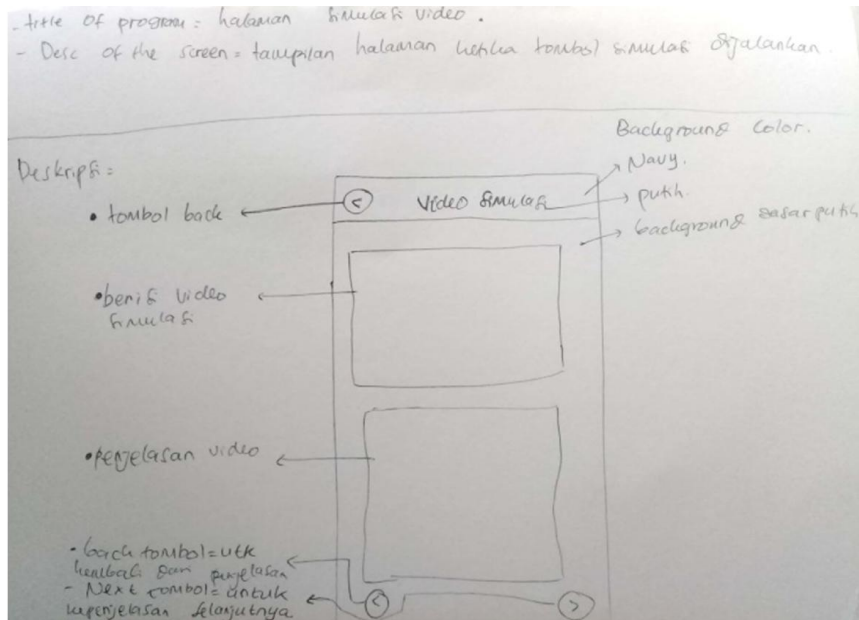 - title of program = halaman simulasi video.
- Desc of the screen = tampilan halaman ketika tombol simulasi dijalankan.
Background Color.
Deskripsi =
Navy.
< Video Simulasi
putih.
• tombol back
background dasar putih
• berisi video
simulasi
• penjelasan video
- back tombol = utk
kembali dari penjelasan
- Next tombol = untuk
kepenjelasan selanjutnya
< >